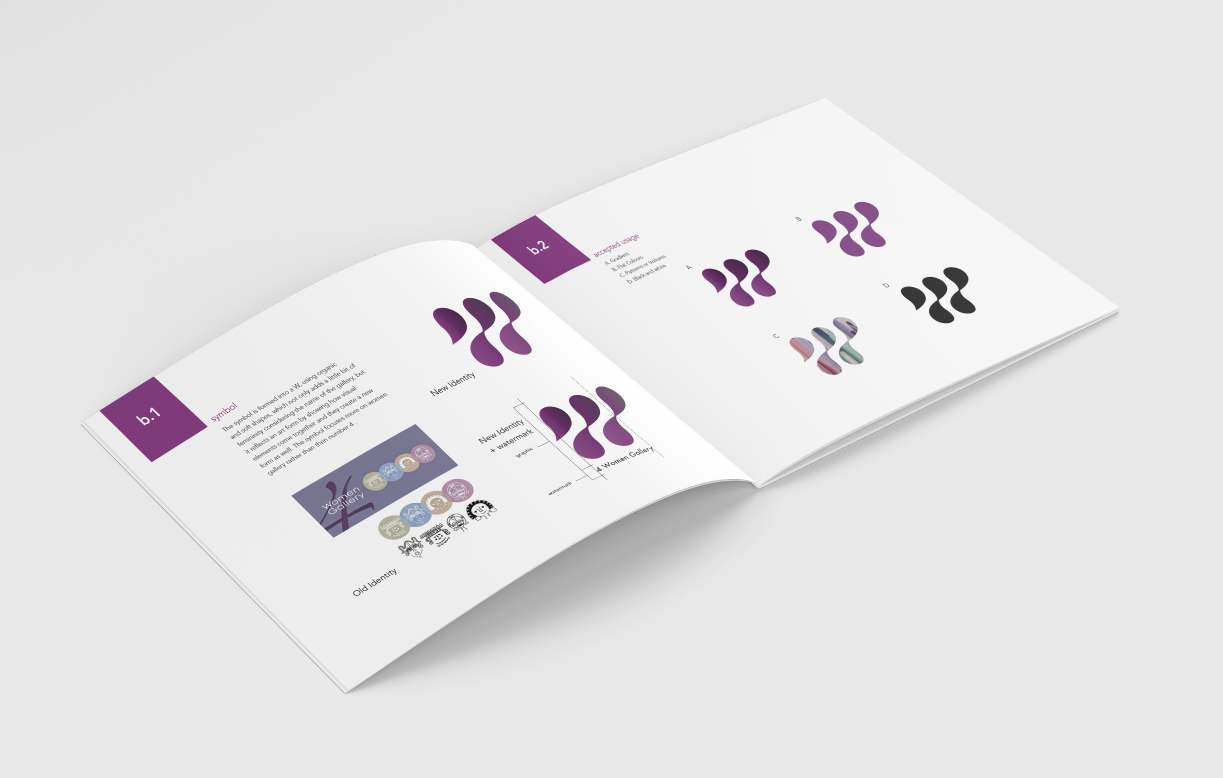 b.1
symbol
The symbol is formed into a W, using organic
and soft shapes, which not only adds a little bit of
feminiesy considering the name of the gallery, but
it reflects an art form by showing how visual
elements come together and they create a new
form as well. The symbol focuses more on women
gallery rather than then number 4 .
women
Gallery
Old Identity
New Identity
New Identity
+ watermark
graphic
watermark
4 Women Gallery
b.2
accepted usage
A. Gradient
B. Flat Colours
C. Patterns or textures
D. Black and white
A
B
C
D